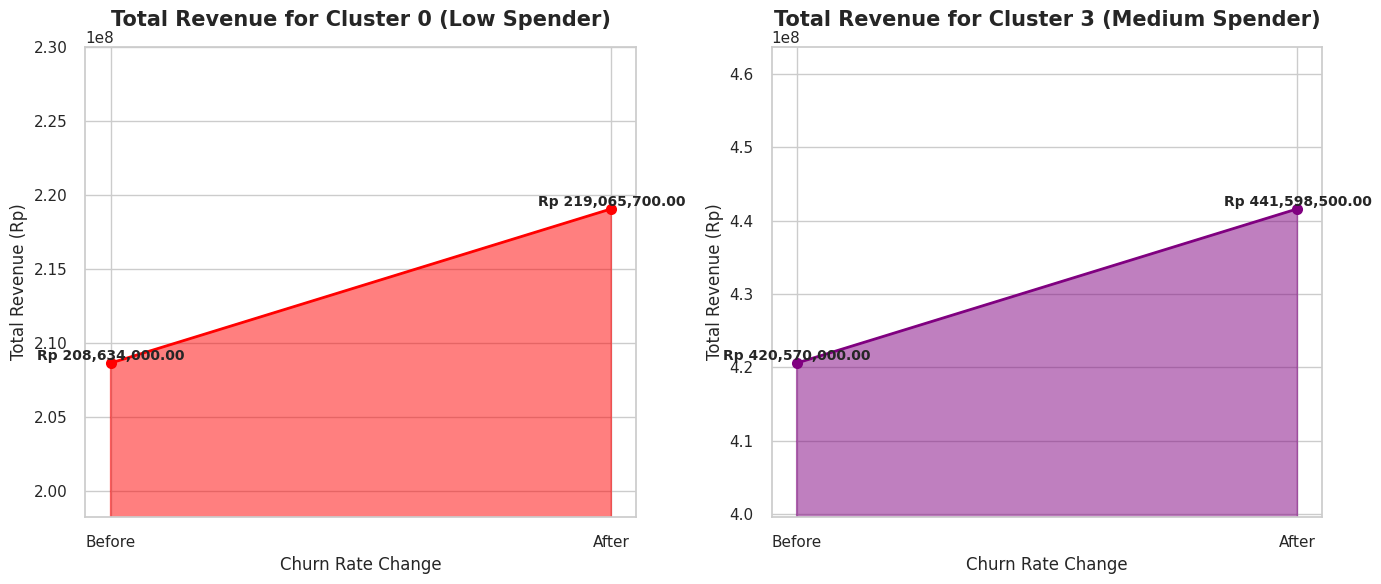 Total Revenue for Cluster 0 (Low Spender)
1e8
2.30
2.25
2.20
2.15
2.10
2.05
2.00
Total Revenue (Rp)
Rp 208,634,000.00
Rp 219,065,700.00
Before
After
Churn Rate Change
Total Revenue for Cluster 3 (Medium Spender)
1e8
4.6
4.5
4.4
4.3
4.2
4.1
4.0
Total Revenue (Rp)
Rp 420,570,000.00
Rp 441,598,500.00
Before
After
Churn Rate Change